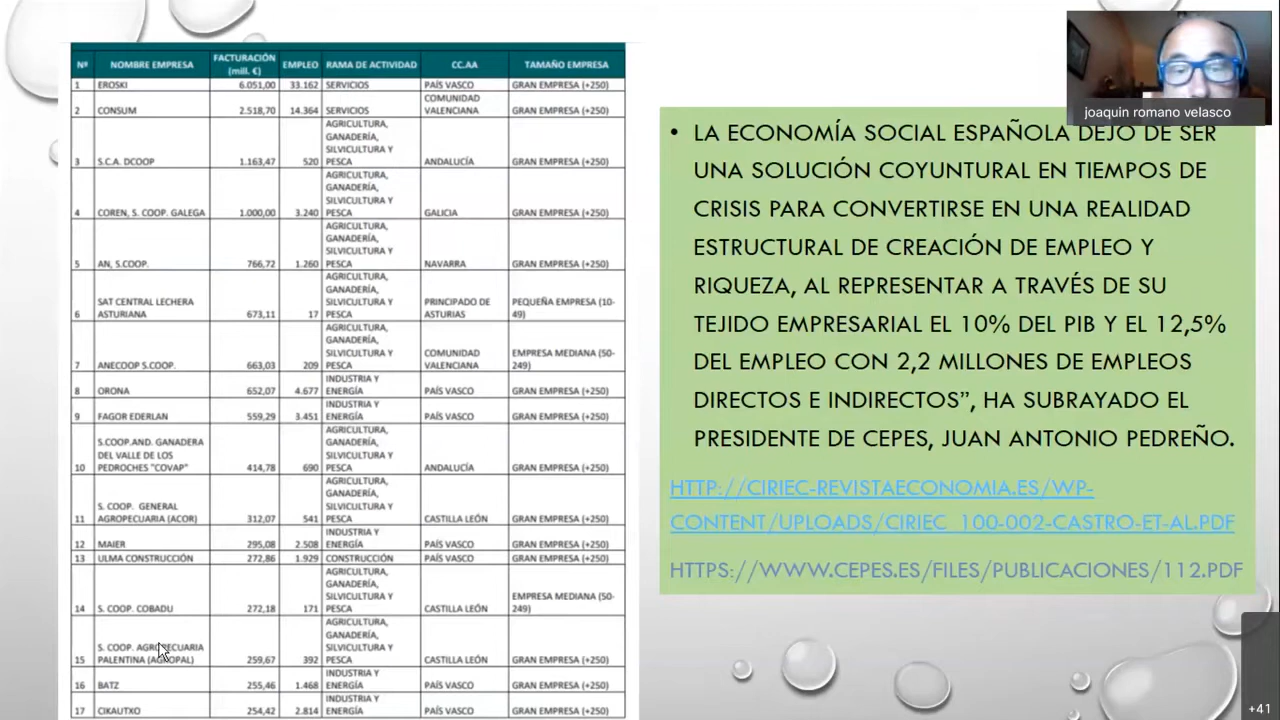 Nº NOMBRE EMPRESA FACTURACIÓN (mill. €) EMPLEO RAMA DE ACTIVIDAD CC.AA TAMAÑO EMPRESA
1 EROSKI 6.051,00 33.162 SERVICIOS PAÍS VASCO GRAN EMPRESA (+250)
2 CONSUM 2.518,70 14.364 SERVICIOS COMUNIDAD VALENCIANA GRAN EMPRESA (+250)
3 S.C.A. DCOOP 1.163,47 520 AGRICULTURA, GANADERÍA, SILVICULTURA Y PESCA ANDALUCÍA GRAN EMPRESA (+250)
4 COREN, S. COOP. GALEGA 1.000,00 3.240 AGRICULTURA, GANADERÍA, SILVICULTURA Y PESCA GALICIA GRAN EMPRESA (+250)
5 AN, S.COOP. 766,72 1.260 AGRICULTURA, GANADERÍA, SILVICULTURA Y PESCA NAVARRA GRAN EMPRESA (+250)
6 SAT CENTRAL LECHERA ASTURIANA 673,11 17 AGRICULTURA, GANADERÍA, SILVICULTURA Y PESCA PRINCIPADO DE ASTURIAS PEQUEÑA EMPRESA (10-49)
7 ANECOOP S.COOP. 663,03 209 AGRICULTURA, GANADERÍA, SILVICULTURA Y PESCA COMUNIDAD VALENCIANA EMPRESA MEDIANA (50-249)
8 ORONA 652,07 4.677 INDUSTRIA Y ENERGÍA PAÍS VASCO GRAN EMPRESA (+250)
9 FAGOR EDERLAN 559,29 3.451 INDUSTRIA Y ENERGÍA PAÍS VASCO GRAN EMPRESA (+250)
10 S.COOP.AND. GANADERA DEL VALLE DE LOS PEDROCHES "COVAP" 414,78 690 AGRICULTURA, GANADERÍA, SILVICULTURA Y PESCA ANDALUCÍA GRAN EMPRESA (+250)
11 S. COOP. GENERAL AGROPECUARIA (ACOR) 312,07 541 AGRICULTURA, GANADERÍA, SILVICULTURA Y PESCA CASTILLA LEÓN GRAN EMPRESA (+250)
12 MAIER 295,08 2.508 INDUSTRIA Y ENERGÍA PAÍS VASCO GRAN EMPRESA (+250)
13 ULMA CONSTRUCCIÓN 272,86 1.929 CONSTRUCCIÓN PAÍS VASCO GRAN EMPRESA (+250)
14 S. COOP. COBADU 272,18 171 AGRICULTURA, GANADERÍA, SILVICULTURA Y PESCA CASTILLA LEÓN EMPRESA MEDIANA (50-249)
15 S. COOP. AGROPECUARIA PALENTINA (AGROPAL) 259,67 392 AGRICULTURA, GANADERÍA, SILVICULTURA Y PESCA CASTILLA LEÓN GRAN EMPRESA (+250)
16 BATZ 255,46 1.468 INDUSTRIA Y ENERGÍA PAÍS VASCO GRAN EMPRESA (+250)
17 CIKAUTXO 254,42 2.814 INDUSTRIA Y ENERGÍA PAÍS VASCO GRAN EMPRESA (+250)
joaquin romano velasco
• LA ECONOMÍA SOCIAL ESPAÑOLA DEJÓ DE SER
UNA SOLUCIÓN COYUNTURAL EN TIEMPOS DE
CRISIS PARA CONVERTIRSE EN UNA REALIDAD
ESTRUCTURAL DE CREACIÓN DE EMPLEO Y
RIQUEZA, AL REPRESENTAR A TRAVÉS DE SU
TEJIDO EMPRESARIAL EL 10% DEL PIB Y EL 12,5%
DEL EMPLEO CON 2,2 MILLONES DE EMPLEOS
DIRECTOS E INDIRECTOS”, HA SUBRAYADO EL
PRESIDENTE DE CEPES, JUAN ANTONIO PEDREÑO.
HTTP://CIRIEC-REVISTAECONOMIA.ES/WP-
CONTENT/UPLOADS/CIRIEC_100-002-CASTRO-ET-AL.PDF
HTTPS://WWW.CEPES.ES/FILES/PUBLICACIONES/112.PDF
+41